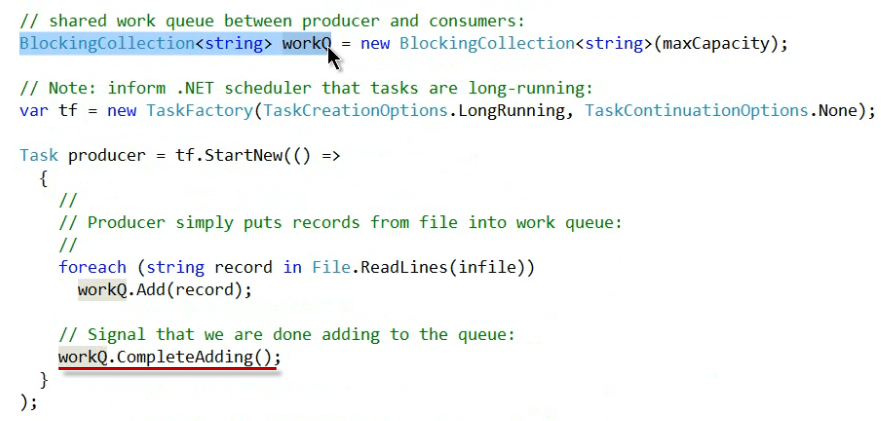 // shared work queue between producer and consumers:
BlockingCollection<string> workQ = new BlockingCollection<string>(maxCapacity);
// Note: inform .NET scheduler that tasks are long-running:
var tf = new TaskFactory(TaskCreationOptions.LongRunning, TaskContinuationOptions.None);
Task producer = tf.StartNew(() =>
{
//
// Producer simply puts records from file into work queue:
//
foreach (string record in File.ReadLines(infile))
workQ.Add(record);
// Signal that we are done adding to the queue:
workQ.CompleteAdding();
}
);